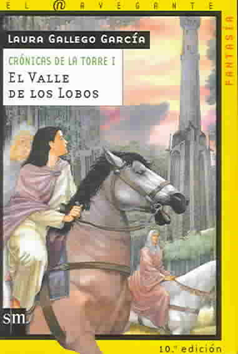 EL N@VEGANTE
FANTASÍA
LAURA GALLEGO GARCÍA
CRÓNICAS DE LA TORRE I
EL VALLE
DE LOS LOBOS
sm
10.ª edición